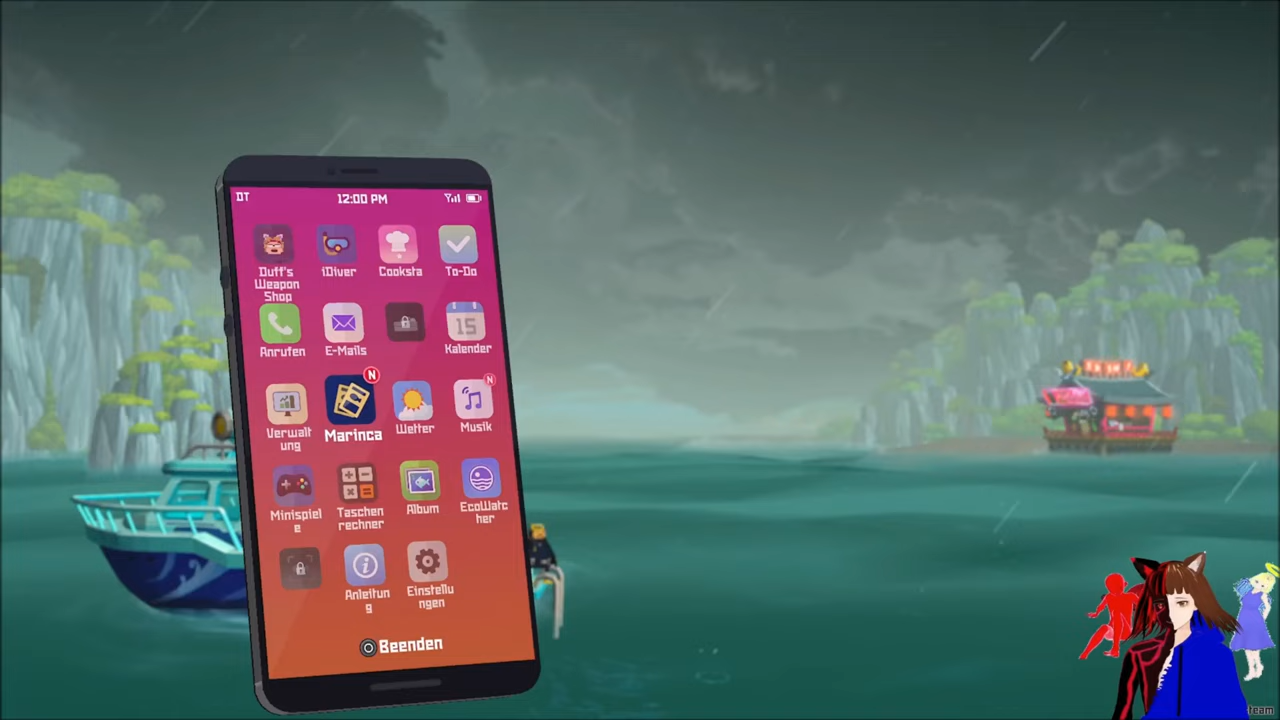 DT 12:00 PM
Duff's Weapon Shop
iDiver
Cooksta
To-Do
Anrufen
E-Mails
15
Kalender
Verwalt
ung
N
Marinca
Wetter
N
Musik
Minispiel
e
Taschen
rechner
Album
EcoWatc
her
Anleitun
g
Einstellu
ngen
Beenden
team